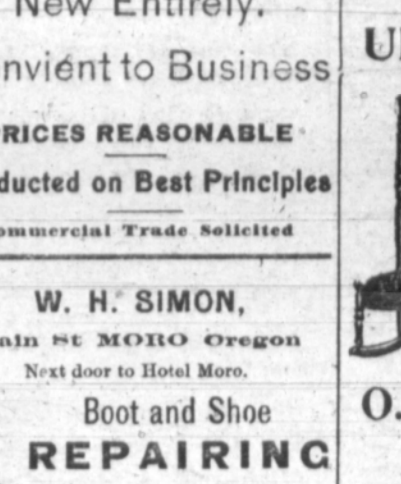 New Entirely.
nvient to Business
RICES REASONABLE
ducted on Best Principles
ommercial Trade Solicited
W. H. SIMON,
ain St MORO Oregon
Next door to Hotel Moro.
Boot and Shoe
REPAIRING
U
O.